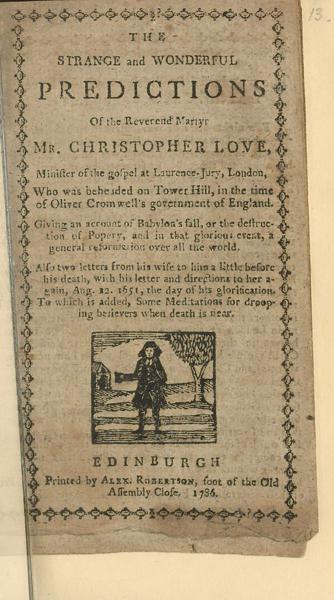 13.
THE
STRANGE and WONDERFUL
PREDICTIONS
Of the Reverend Martyr
MR. CHRISTOPHER LOVE,
Minister of the gospel at Laurence-Jury, London,
Who was beheaded on Tower Hill, in the time
of Oliver Cromwell's government of England.
Giving an account of Babylon's fall, or the destruc-
tion of Popery, and in that glorious event, a
general reformation over all the world.
Also two letters from his wife to him a little before
his death, with his letter and directions to her a-
gain, Aug. 22. 1651, the day of his glorification.
To which is added, Some Meditations for droop-
ing believers when death is near.
EDINBURGH
Printed by ALEX. ROBERTSON, foot of the Old
Assembly Close. 1786.